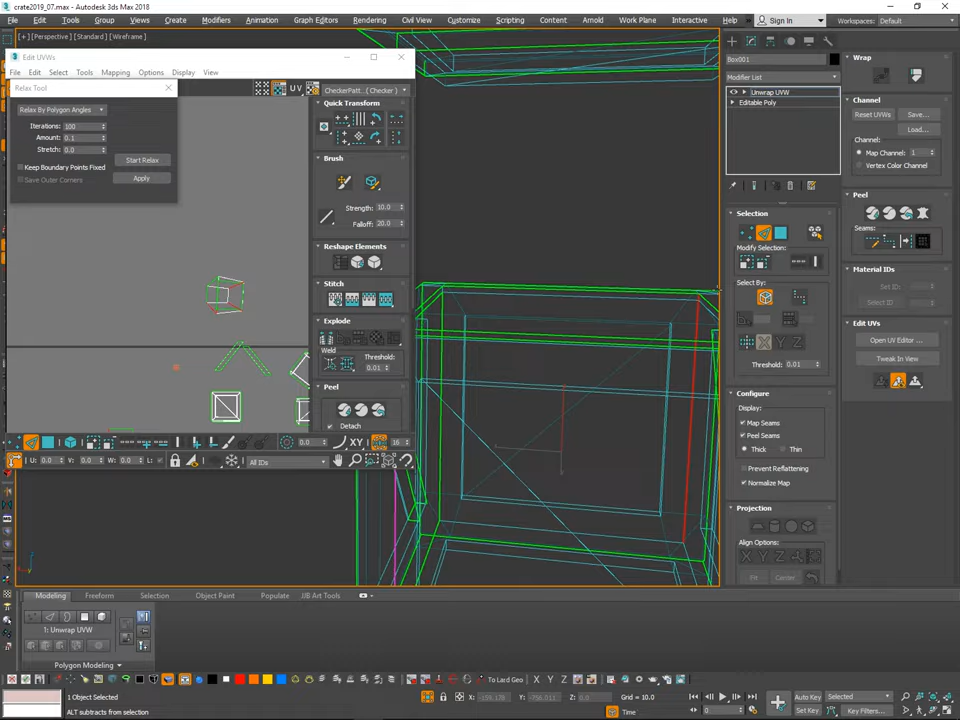 crate2019_07.max - Autodesk 3ds Max 2018
File Edit Tools Group Views Create Modifiers Animation Graph Editors Rendering Civil View Customize Scripting Content Arnold Work Plane Interactive Sign In Workspaces: Default
[+] [Perspective] [Standard] [Wireframe]
Edit UVWs
File Edit Select Tools Mapping Options Display View
Relax Tool
UV CheckerPatt... ( Checker )
Relax By Polygon Angles
Iterations: 100
Amount: 0.1
Stretch: 0.0
Keep Boundary Points Fixed
Save Outer Corners
Start Relax
Apply
Quick Transform
Brush
Strength: 10.0
Falloff: 20.0
Reshape Elements
Stitch
Explode
Weld
Threshold:
0.01
Peel
Detach
0.0 XY 16
U: 0.0 V: 0.0 W: 0.0 L: All IDs
Box001
Modifier List
Unwrap UVW
Editable Poly
Selection
Modify Selection:
Select By:
X Y Z
Threshold: 0.01
Configure
Display:
Map Seams
Peel Seams
Thick Thin
Prevent Reflattening
Normalize Map
Projection
Align Options:
X Y Z
Fit Center
Wrap
Channel
Reset UVWs Save...
Load...
Channel:
Map Channel: 1
Vertex Color Channel
Peel
Seams:
Material IDs
Set ID:
Select ID
Edit UVs
Open UV Editor ...
Tweak In View
Modeling Freeform Selection Object Paint Populate J/B Art Tools
1: Unwrap UVW
Polygon Modeling
To Lard Geo X Y Z
1 Object Selected
ALT subtracts from selection
X: Y: Z: Grid = 10.0
Time
Auto Key Selected
Set Key Key Filters...